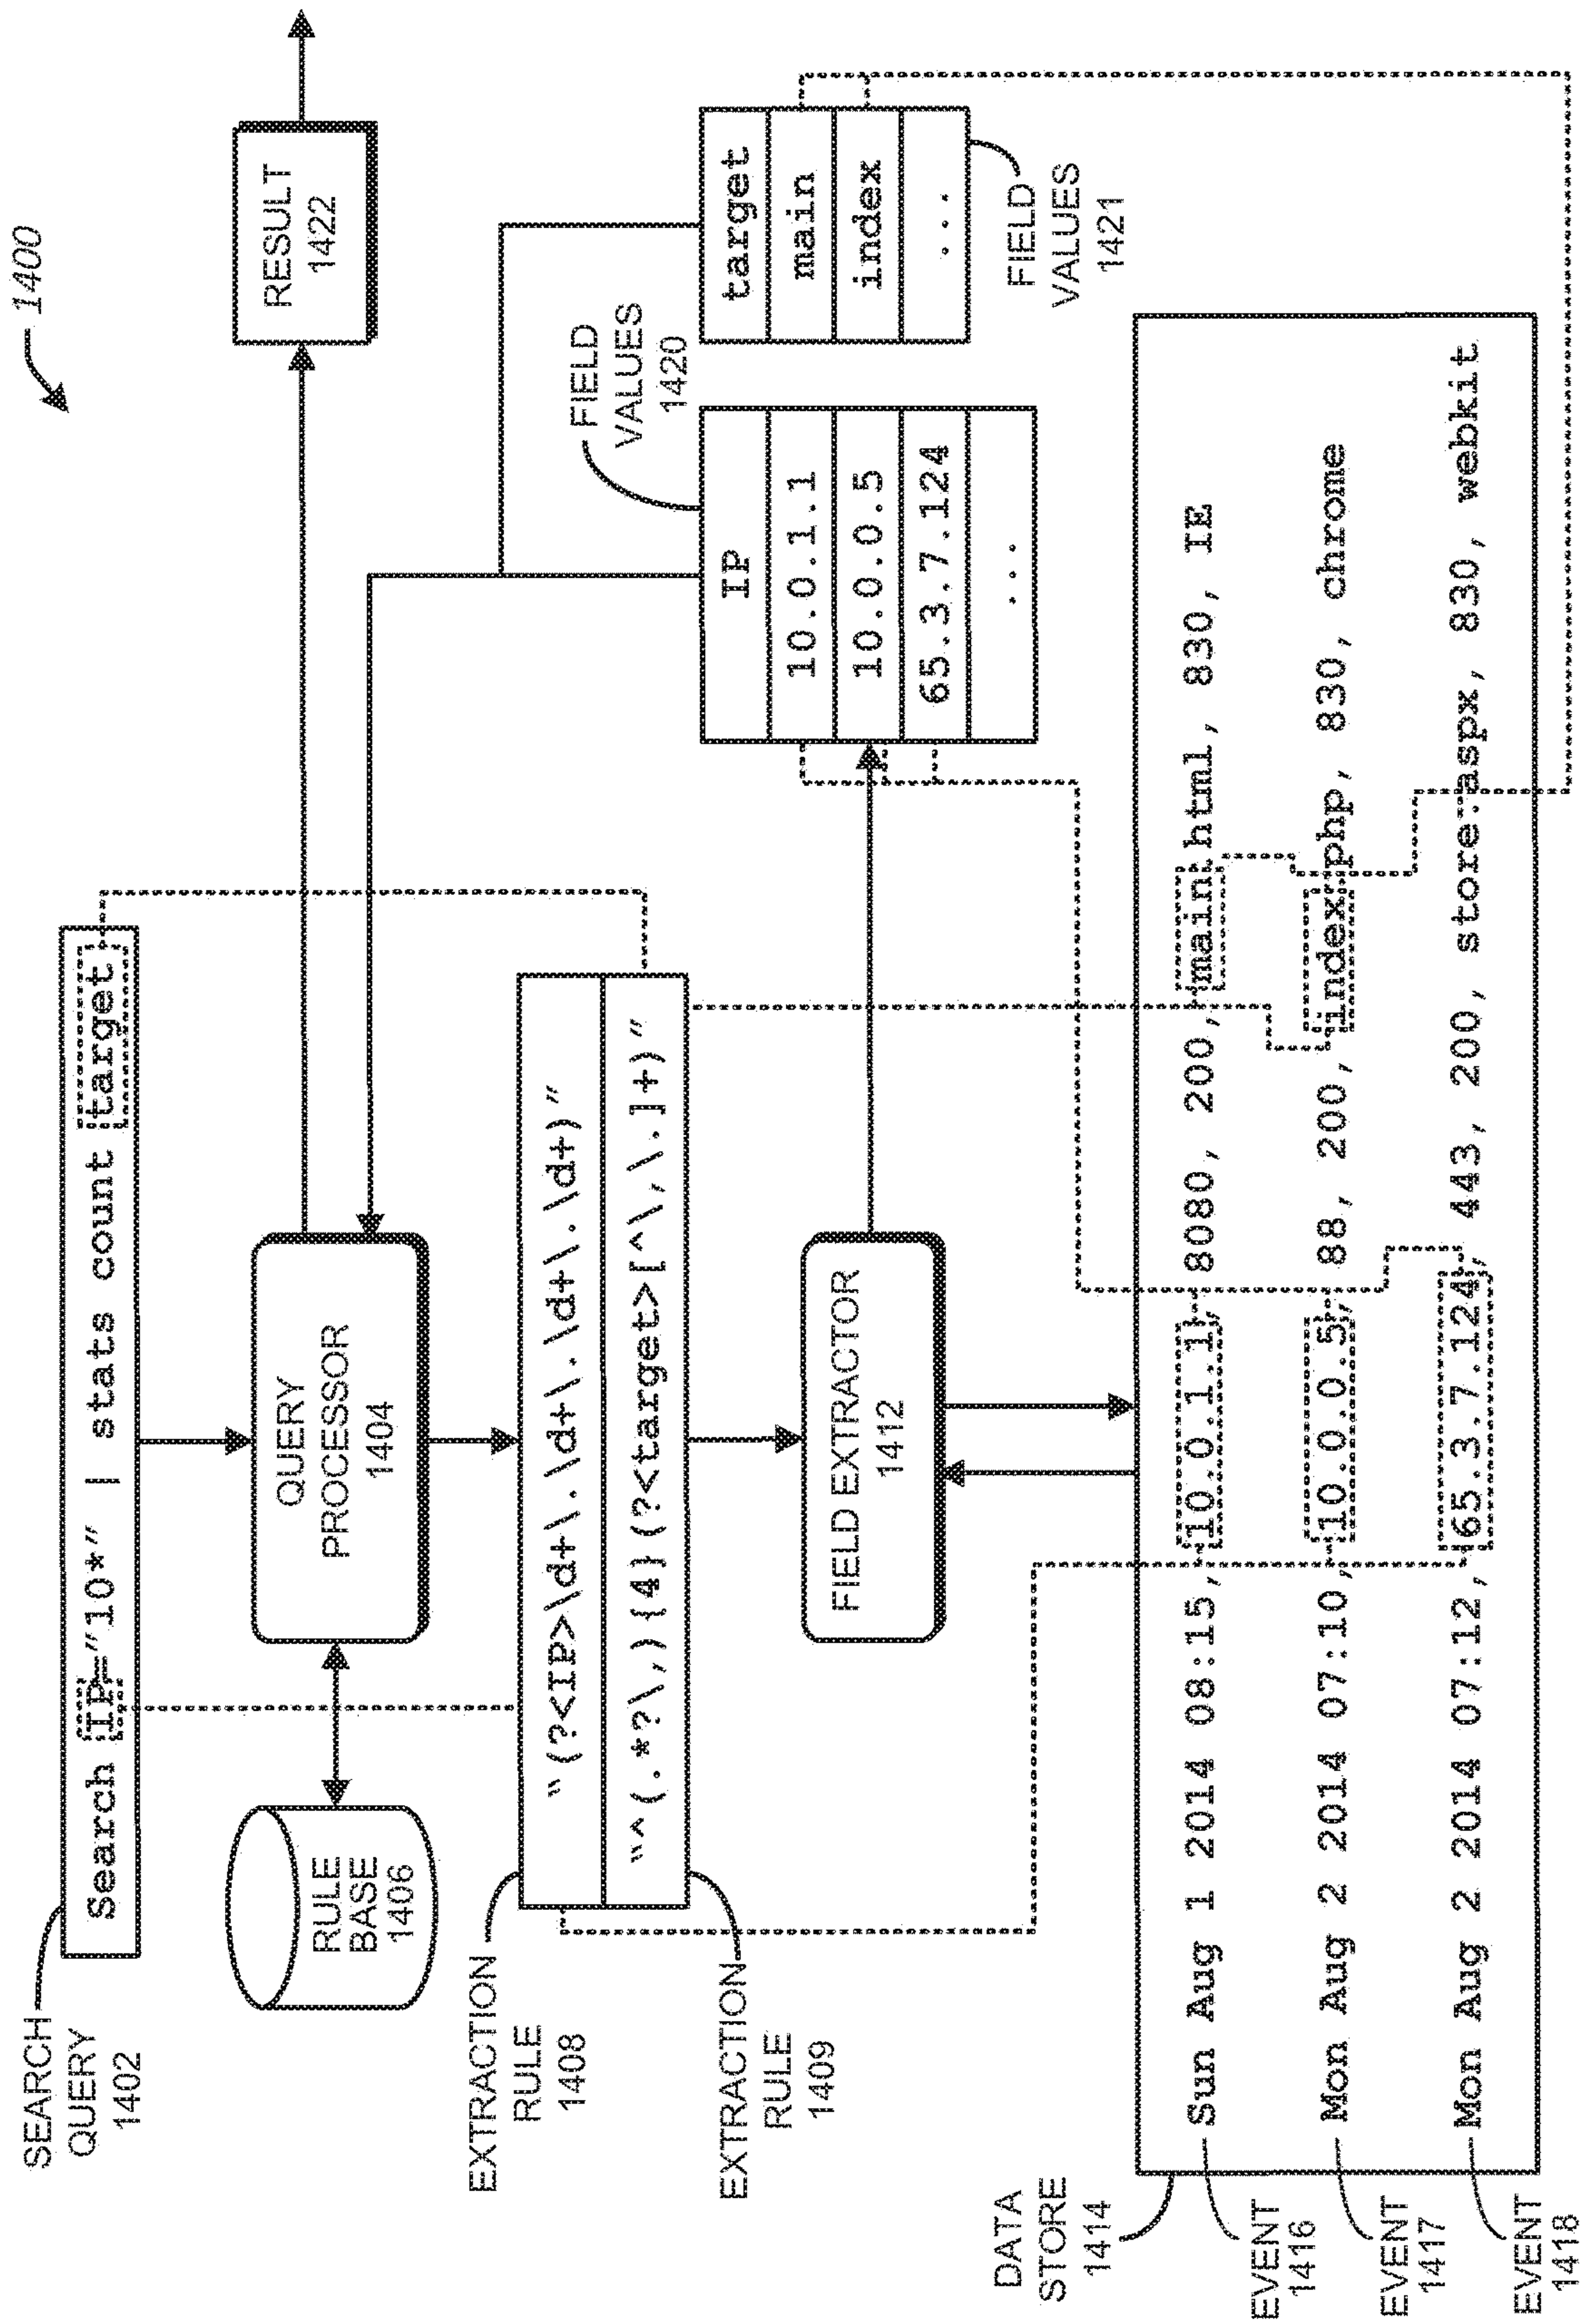 1400
SEARCH
QUERY
1402
Search IP="10*" | stats count target
RULE
BASE
1406
QUERY
PROCESSOR
1404
RESULT
1422
EXTRACTION
RULE
1408
"(?<IP>\d+\.\d+\.\d+\.\d+)"
"^(.*?\,){4}(?<target>[^\,\.]+)"
EXTRACTION
RULE
1409
FIELD
VALUES
1420
FIELD EXTRACTOR
1412
IP
10.0.1.1
10.0.0.5
65.3.7.124
...
target
main
index
...
FIELD
VALUES
1421
DATA
STORE
1414
EVENT
1416
Sun Aug 1 2014 08:15, 10.0.1.1, 8080, 200, main.html, 830, IE
EVENT
1417
Mon Aug 2 2014 07:10, 10.0.0.5, 88, 200, index.php, 830, chrome
EVENT
1418
Mon Aug 2 2014 07:12, 65.3.7.124, 443, 200, store.aspx, 830, webkit